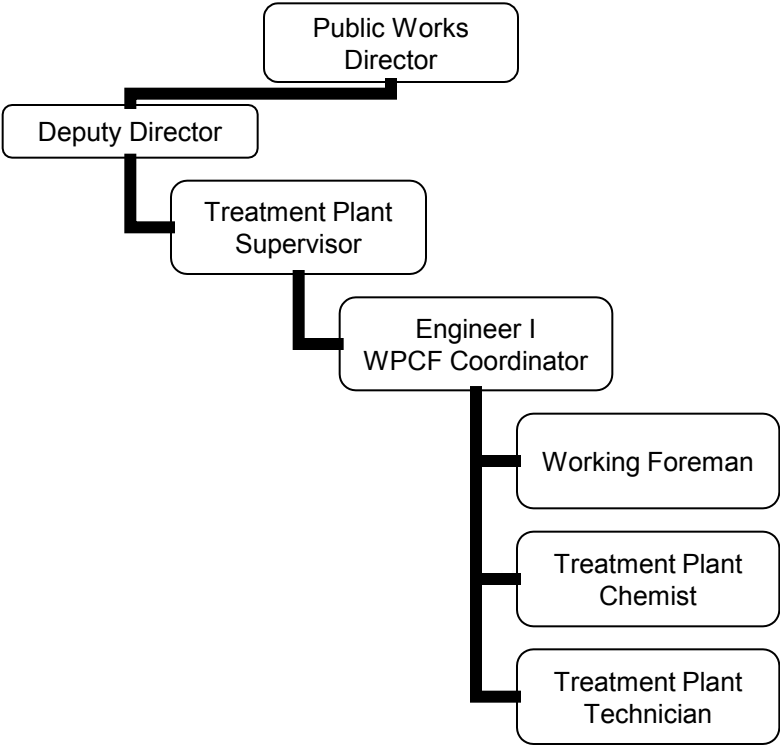 Public Works
Director
Deputy Director
Treatment Plant
Supervisor
Engineer I
WPCF Coordinator
Working Foreman
Treatment Plant
Chemist
Treatment Plant
Technician